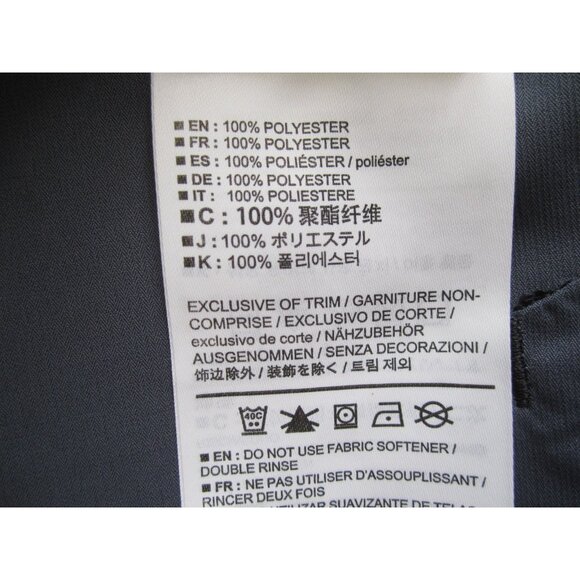 EN : 100% POLYESTER
FR : 100% POLYESTER
ES : 100% POLIÉSTER / poliéster
DE : 100% POLYESTER
IT : 100% POLIESTERE
C : 100% 聚酯纤维
J : 100% ポリエステル
K : 100% 폴리에스터
EXCLUSIVE OF TRIM / GARNITURE NON-
COMPRISE / EXCLUSIVO DE CORTE /
exclusivo de corte / NÄHZUBEHÖR
AUSGENOMMEN / SENZA DECORAZIONI /
饰边除外 / 装飾を除く / 트림 제외
40C
EN : DO NOT USE FABRIC SOFTENER /
DOUBLE RINSE
FR : NE PAS UTILISER D'ASSOUPLISSANT /
RINCER DEUX FOIS
UTILIZAR SUAVIZANTE DE TELAS